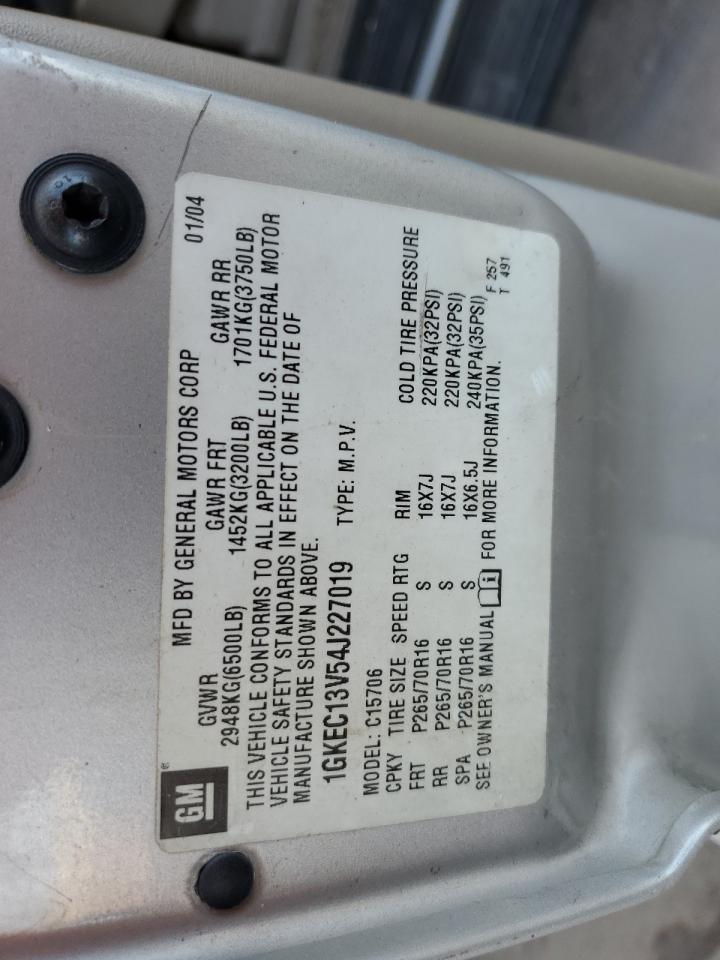 GM ®
MFD BY GENERAL MOTORS CORP 01/04
GVWR GAWR FRT GAWR RR
2948KG(6500LB) 1452KG(3200LB) 1701KG(3750LB)
THIS VEHICLE CONFORMS TO ALL APPLICABLE U.S. FEDERAL MOTOR
VEHICLE SAFETY STANDARDS IN EFFECT ON THE DATE OF
MANUFACTURE SHOWN ABOVE.
1GKEC13V54J227019 TYPE: M.P.V.
MODEL: C15706
CPKY TIRE SIZE SPEED RTG RIM COLD TIRE PRESSURE
FRT P265/70R16 S 16X7J 220KPA(32PSI)
RR P265/70R16 S 16X7J 220KPA(32PSI)
SPA P265/70R16 S 16X6.5J 240KPA(35PSI)
SEE OWNER'S MANUAL FOR MORE INFORMATION.
F 257
T 491